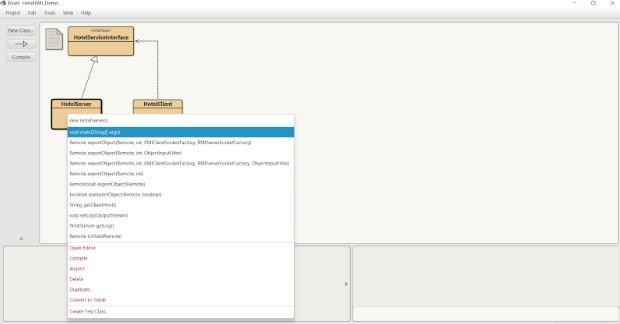 BlueJ: HotelRMI_Demo
Project Edit Tools View Help
New Class...
Compile
<<interface>>
HotelServiceInterface
HotelServer
HotelClient
new HotelServer()
void main(String[] args)
Remote exportObject(Remote, int, RMIClientSocketFactory, RMIServerSocketFactory)
Remote exportObject(Remote, int, ObjectInputFilter)
Remote exportObject(Remote, int, RMIClientSocketFactory, RMIServerSocketFactory, ObjectInputFilter)
Remote exportObject(Remote, int)
RemoteStub exportObject(Remote)
boolean unexportObject(Remote, boolean)
String getClientHost()
void setLog(OutputStream)
PrintStream getLog()
Remote toStub(Remote)
Open Editor
Compile
Inspect
Delete
Duplicate...
Convert to Stride
Create Test Class